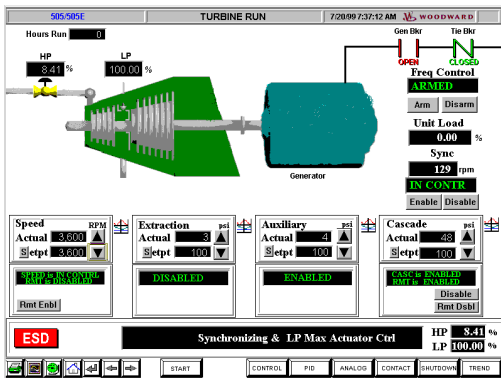 505/505E
TURBINE RUN
7/20/99 7:37:12 AM
WOODWARD
Hours Run 0
Gen Bkr
Tie Bkr
HP
LP
8.41 %
100.00 %
OPEN
CLOSED
Freq Control
ARMED
Arm
Disarm
Unit Load
0.00 %
Sync
129 rpm
IN CONTR
Enable
Disable
Generator
Speed RPM
Actual 3,600
Setpt 3,600
SPEED is IN CONTRL
RMT is DISABLED
Rmt Enbl
Extraction psi
Actual 3
Setpt 100
DISABLED
Auxiliary psi
Actual 4
Setpt 100
ENABLED
Cascade psi
Actual 48
Setpt 100
CASC is ENABLED
RMT is ENABLED
Disable
Rmt Dsbl
ESD
Synchronizing & LP Max Actuator Ctrl
HP 8.41 %
LP 100.00 %
START
CONTROL
PID
ANALOG
CONTACT
SHUTDOWN
TREND